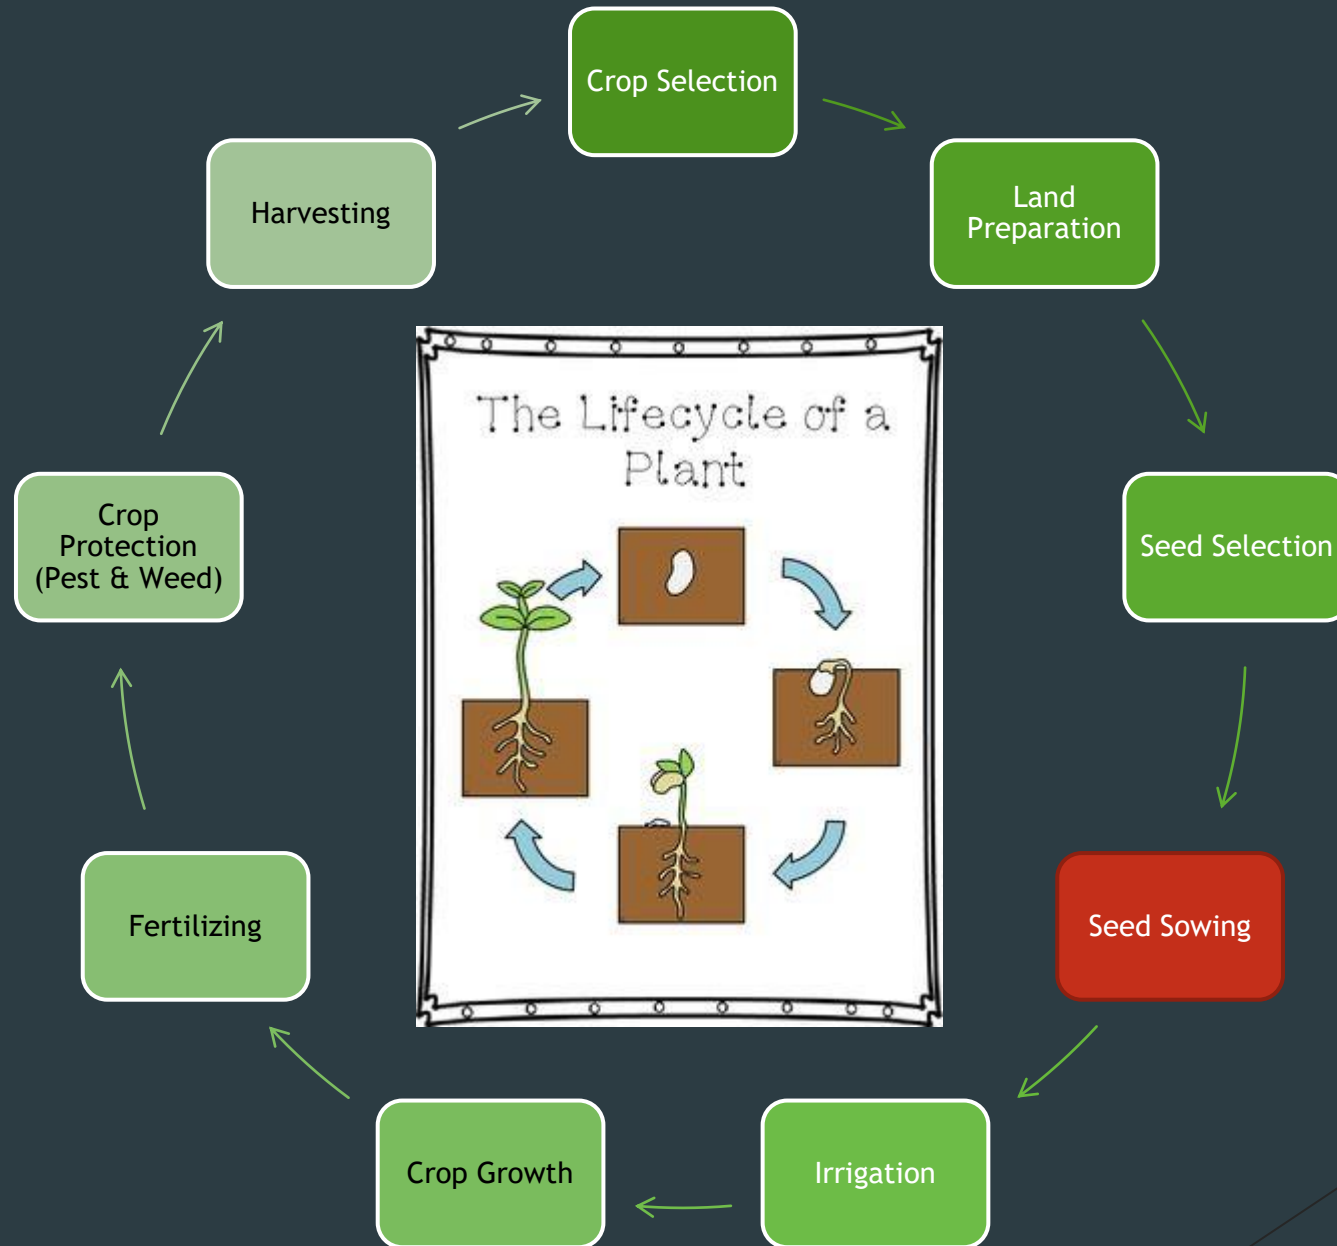 Crop Selection
Land
Preparation
Seed Selection
Seed Sowing
Irrigation
Crop Growth
Fertilizing
Crop
Protection
(Pest & Weed)
Harvesting
The Lifecycle of a
Plant